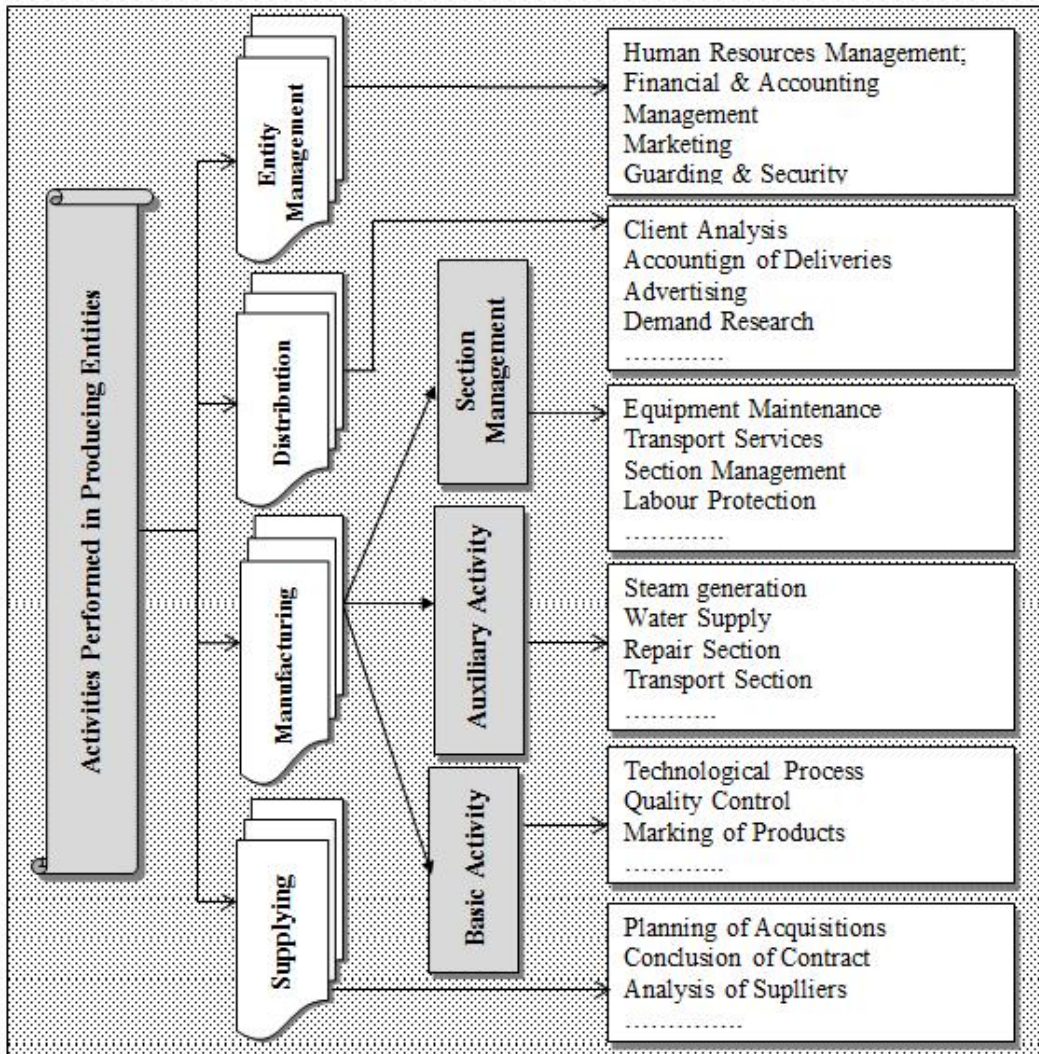 Activities Performed in Producing Entities
Entity
Management
Distribution
Manufacturing
Supplying
Section
Management
Auxiliary Activity
Basic Activity
Human Resources Management;
Financial & Accounting
Management
Marketing
Guarding & Security
Client Analysis
Accountign of Deliveries
Advertising
Demand Research
…………
Equipment Maintenance
Transport Services
Section Management
Labour Protection
…………
Steam generation
Water Supply
Repair Section
Transport Section
………..
Technological Process
Quality Control
Marking of Products
…………
Planning of Acquisitions
Conclusion of Contract
Analysis of Suplliers
…………..